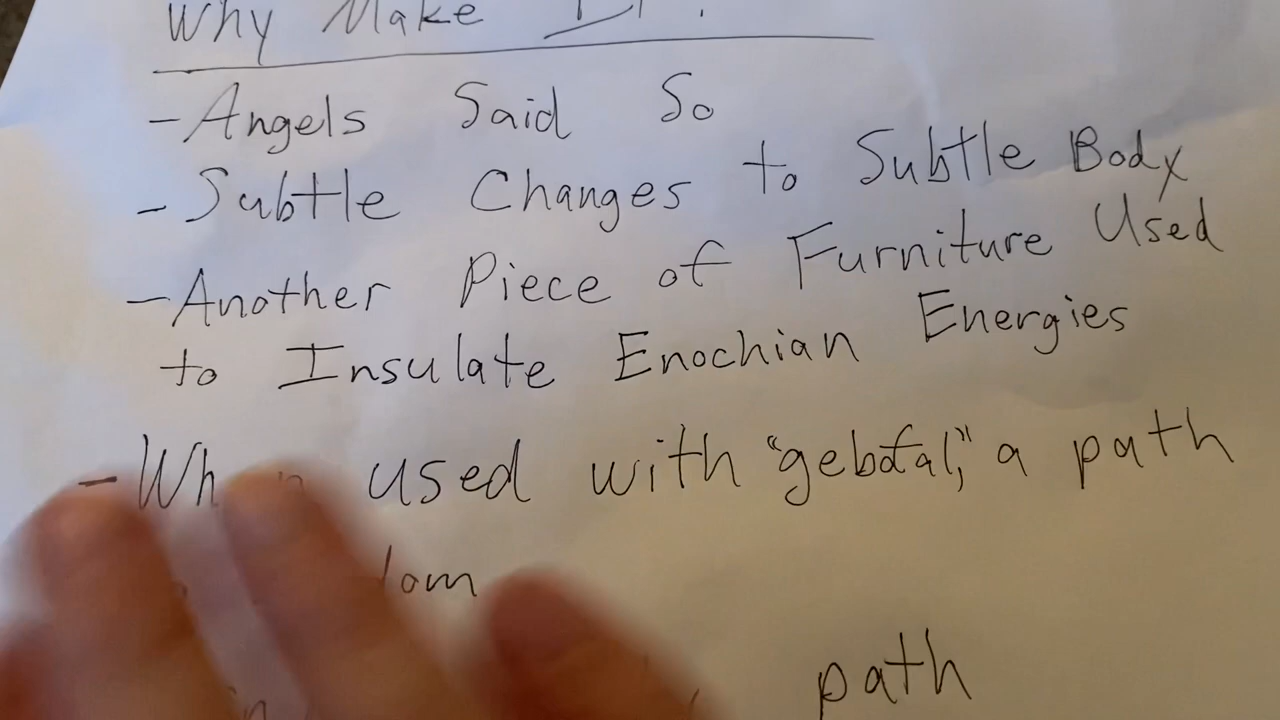 Why Make It?
- Angels Said So
- Subtle Changes to Subtle Body
- Another Piece of Furniture Used
to Insulate Enochian Energies
- used with "gebofal," a path
path